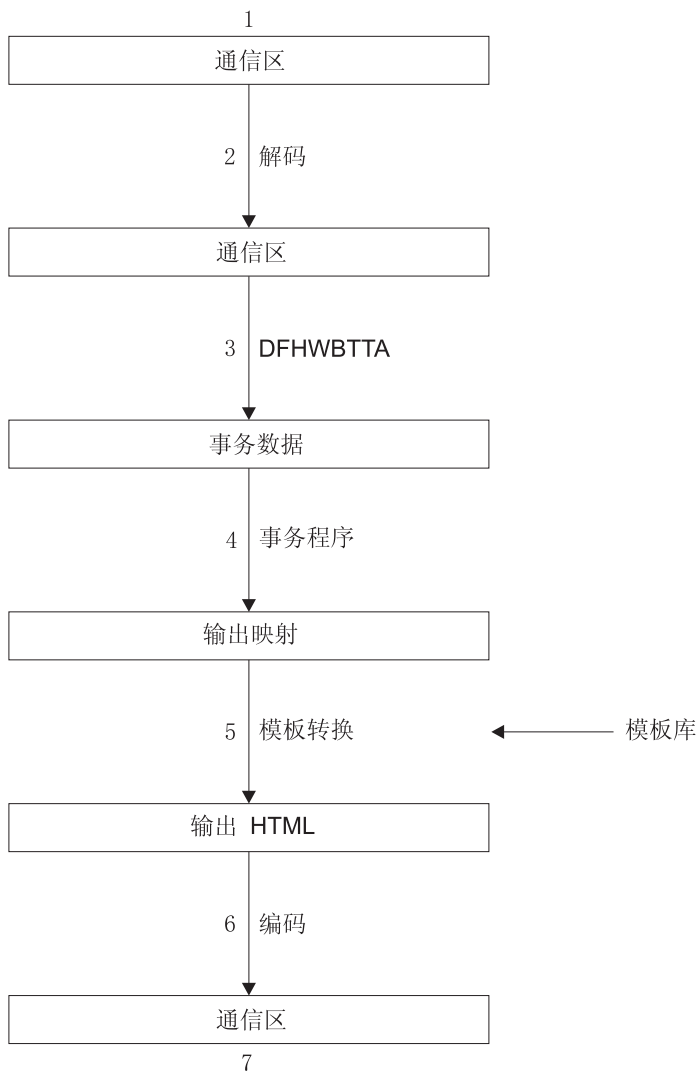 1
通信区
2 解码
通信区
3 DFHWBTTA
事务数据
4 事务程序
输出映射
5 模板转换 模板库
输出 HTML
6 编码
通信区
7